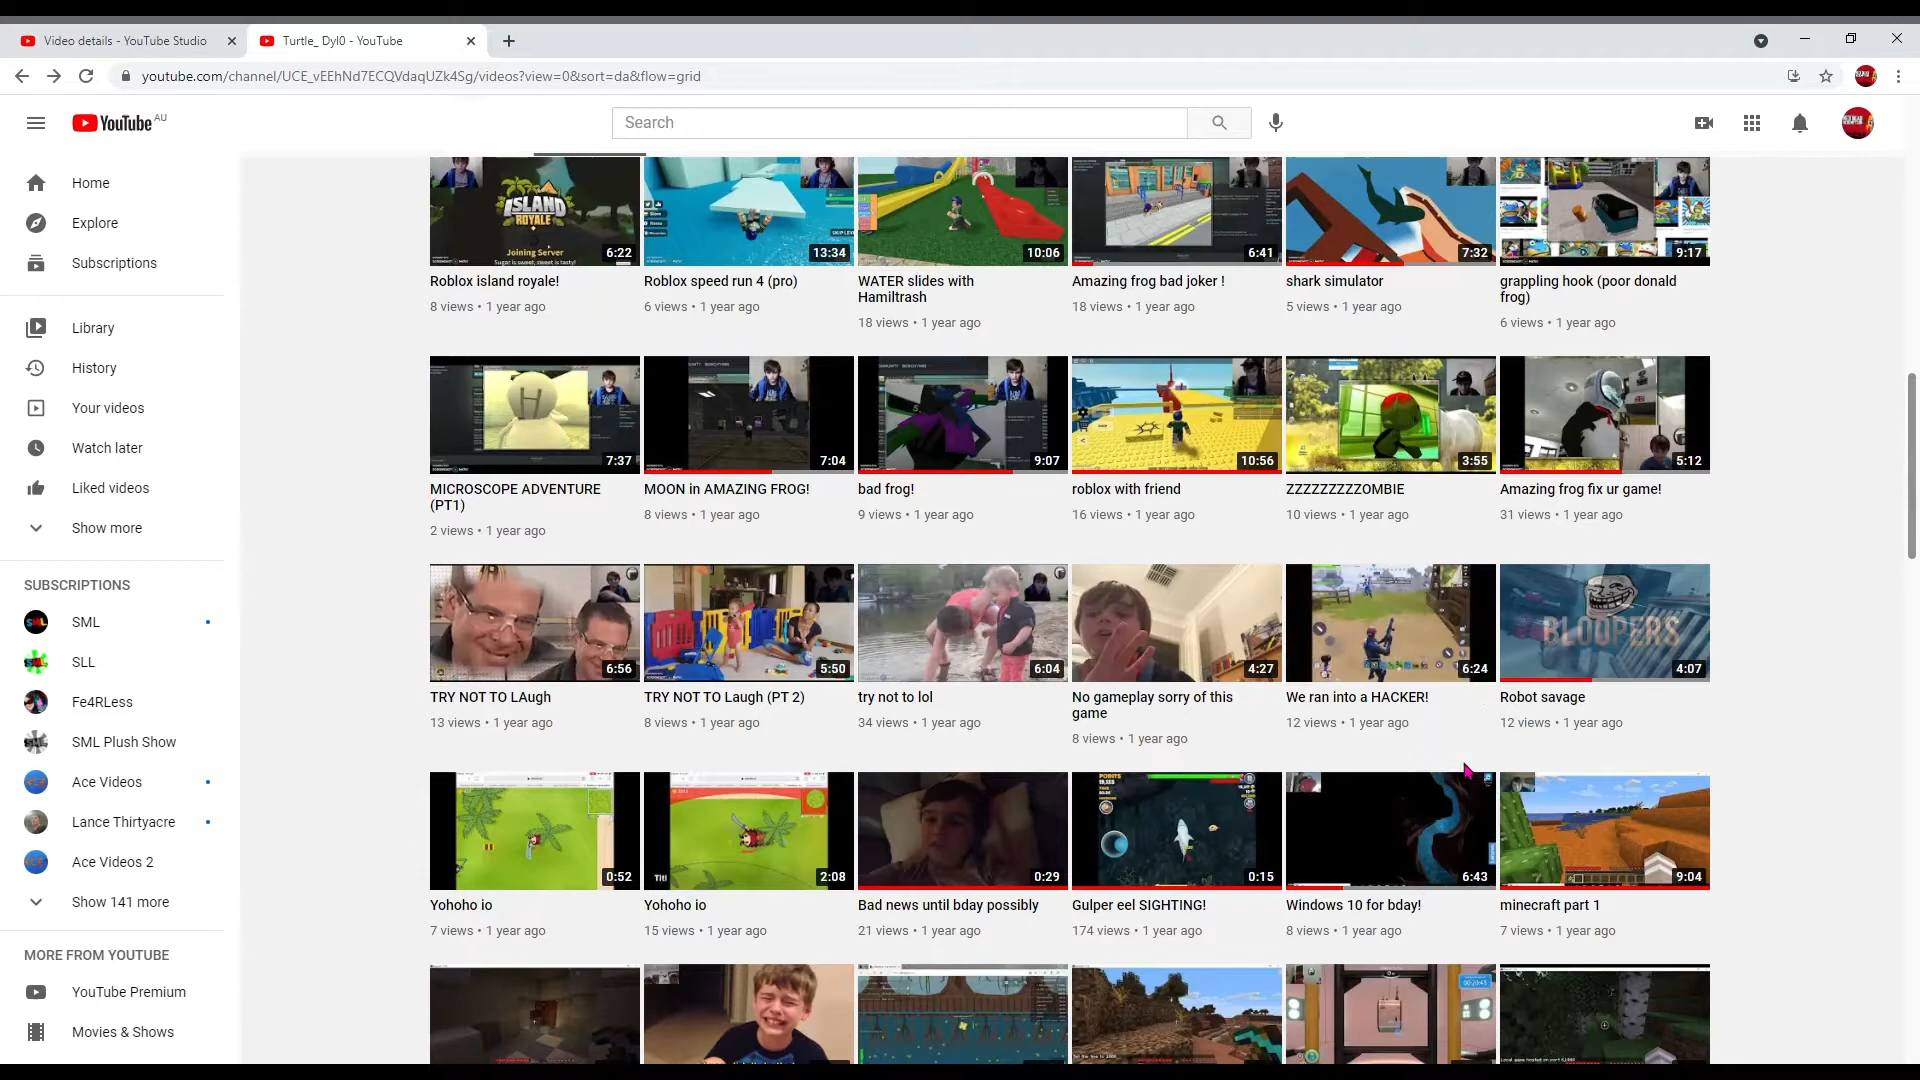 Video details - YouTube Studio
Turtle_ Dyl0 - YouTube
youtube.com/channel/UCE_vEEhNd7ECQVdaqUZk4Sg/videos?view=0&sort=da&flow=grid
YouTube AU
Search
Home
Explore
Subscriptions
Library
History
Your videos
Watch later
Liked videos
Show more
SUBSCRIPTIONS
SML
SLL
Fe4RLess
SML Plush Show
Ace Videos
Lance Thirtyacre
Ace Videos 2
Show 141 more
MORE FROM YOUTUBE
YouTube Premium
Movies & Shows
ISLAND
ROYALE
Joining Server
Sugar is sweet, sweet is tasty!
6:22
Roblox island royale!
8 views • 1 year ago
13:34
Roblox speed run 4 (pro)
6 views • 1 year ago
10:06
WATER slides with
Hamiltrash
18 views • 1 year ago
6:41
Amazing frog bad joker !
18 views • 1 year ago
7:32
shark simulator
5 views • 1 year ago
9:17
grappling hook (poor donald
frog)
6 views • 1 year ago
7:37
MICROSCOPE ADVENTURE
(PT1)
2 views • 1 year ago
7:04
MOON in AMAZING FROG!
8 views • 1 year ago
9:07
bad frog!
9 views • 1 year ago
10:56
roblox with friend
16 views • 1 year ago
3:55
ZZZZZZZZZOMBIE
10 views • 1 year ago
5:12
Amazing frog fix ur game!
31 views • 1 year ago
6:56
TRY NOT TO LAugh
13 views • 1 year ago
5:50
TRY NOT TO Laugh (PT 2)
8 views • 1 year ago
6:04
try not to lol
34 views • 1 year ago
4:27
No gameplay sorry of this
game
8 views • 1 year ago
6:24
We ran into a HACKER!
12 views • 1 year ago
BLOOPERS
4:07
Robot savage
12 views • 1 year ago
0:52
Yohoho io
7 views • 1 year ago
2:08
Yohoho io
15 views • 1 year ago
0:29
Bad news until bday possibly
21 views • 1 year ago
POINTS
0:15
Gulper eel SIGHTING!
174 views • 1 year ago
6:43
Windows 10 for bday!
8 views • 1 year ago
9:04
minecraft part 1
7 views • 1 year ago